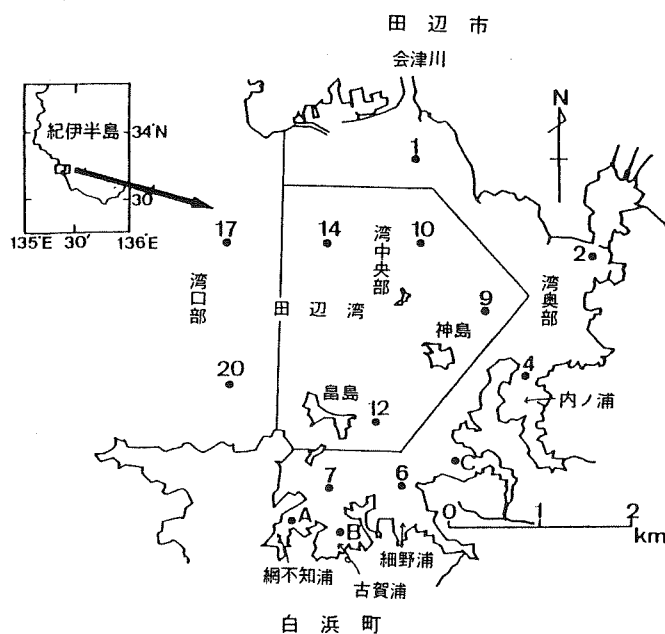 田辺市
会津川
N
紀伊半島
34°N
30'
135°E 30' 136°E
1
17
14
10
2
湾口部
湾中央部
湾奥部
田辺湾
9
神島
20
4
畠島
12
内ノ浦
C
7
6
0 1 2
km
A
B
細野浦
網不知浦
古賀浦
白浜町